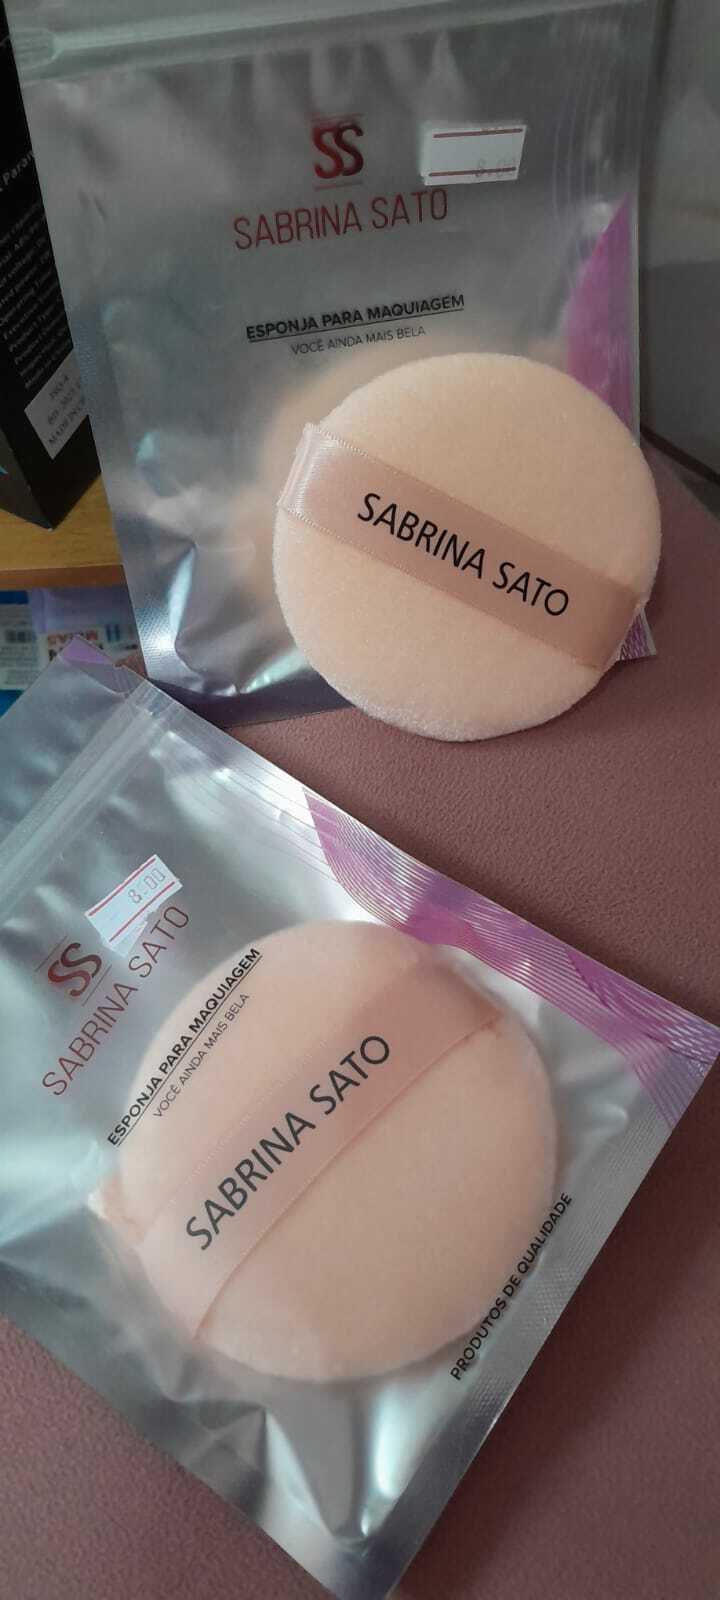 SS
8.00
SABRINA SATO
ESPONJA PARA MAQUIAGEM
VOCÊ AINDA MAIS BELA
SABRINA SATO
8.00
SS
SABRINA SATO
ESPONJA PARA MAQUIAGEM
VOCÊ AINDA MAIS BELA
SABRINA SATO
PRODUTOS DE QUALIDADE